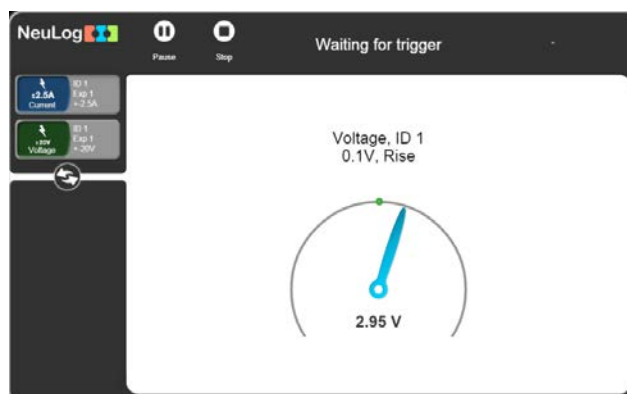 NeuLog
Pause
Stop
Waiting for trigger
±2.5A
Current
ID 1
Exp 1
+-2.5A
±20V
Voltage
ID 1
Exp 1
+-20V
Voltage, ID 1
0.1V, Rise
2.95 V